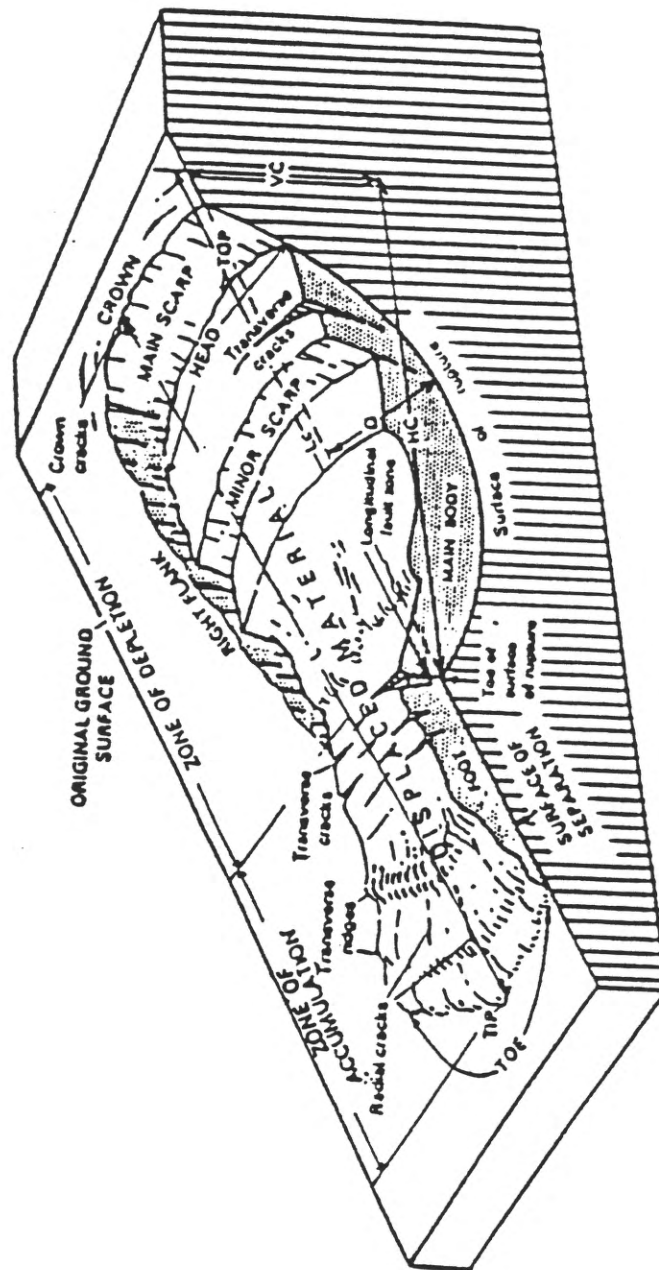 ORIGINAL GROUND
SURFACE
ZONE OF DEPLETION
ZONE OF
ACCUMULATION
Crown
cracks
CROWN
MAIN SCARP
TOP
HEAD
Transverse
cracks
MINOR SCARP
RIGHT FLANK
VC
HC
D
DISPLACED MATERIAL
Longitudinal
fault zone
MAIN BODY
Surface of rupture
Toe of
surface
of rupture
FOOT
SURFACE OF
SEPARATION
Transverse
cracks
Transverse
ridges
Radial cracks
TIP
TOE